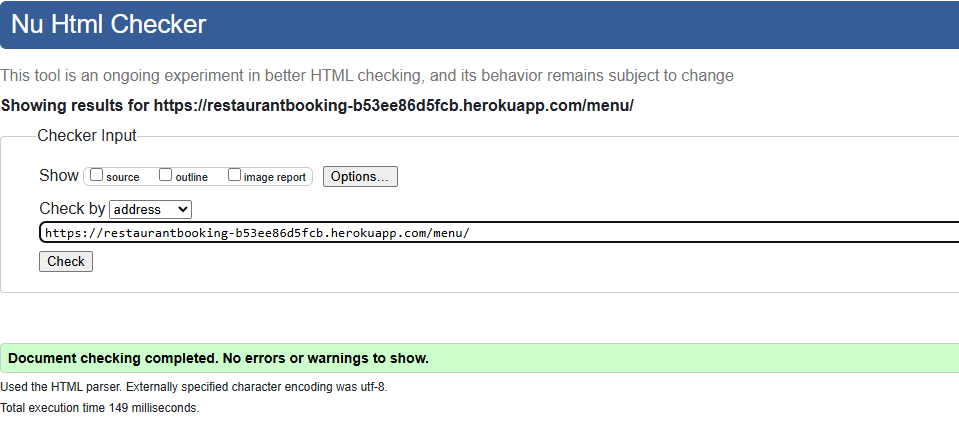 Nu Html Checker
This tool is an ongoing experiment in better HTML checking, and its behavior remains subject to change
Showing results for https://restaurantbooking-b53ee86d5fcb.herokuapp.com/menu/
Checker Input
Show source outline image report Options...
Check by address
https://restaurantbooking-b53ee86d5fcb.herokuapp.com/menu/
Check
Document checking completed. No errors or warnings to show.
Used the HTML parser. Externally specified character encoding was utf-8.
Total execution time 149 milliseconds.